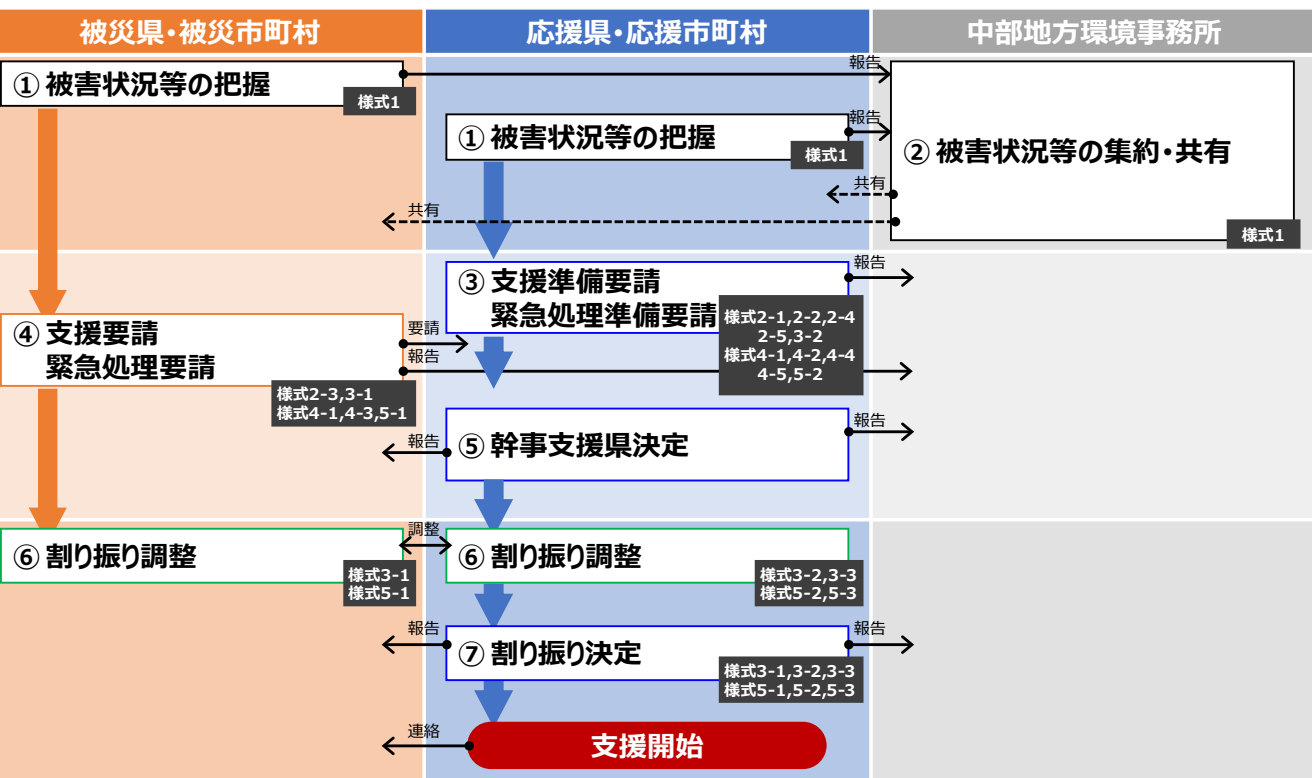 被災県・被災市町村
応援県・応援市町村
中部地方環境事務所
①被害状況等の把握
様式1
報告
①被害状況等の把握
様式1
報告
②被害状況等の集約・共有
様式1
共有
共有
③支援準備要請
緊急処理準備要請
様式2-1,2-2,2-4
2-5,3-2
様式4-1,4-2,4-4
4-5,5-2
報告
④支援要請
緊急処理要請
様式2-3,3-1
様式4-1,4-3,5-1
要請
報告
⑤幹事支援県決定
報告
報告
⑥割り振り調整
様式3-1
様式5-1
調整
⑥割り振り調整
様式3-2,3-3
様式5-2,5-3
報告
⑦割り振り決定
様式3-1,3-2,3-3
様式5-1,5-2,5-3
報告
連絡
支援開始